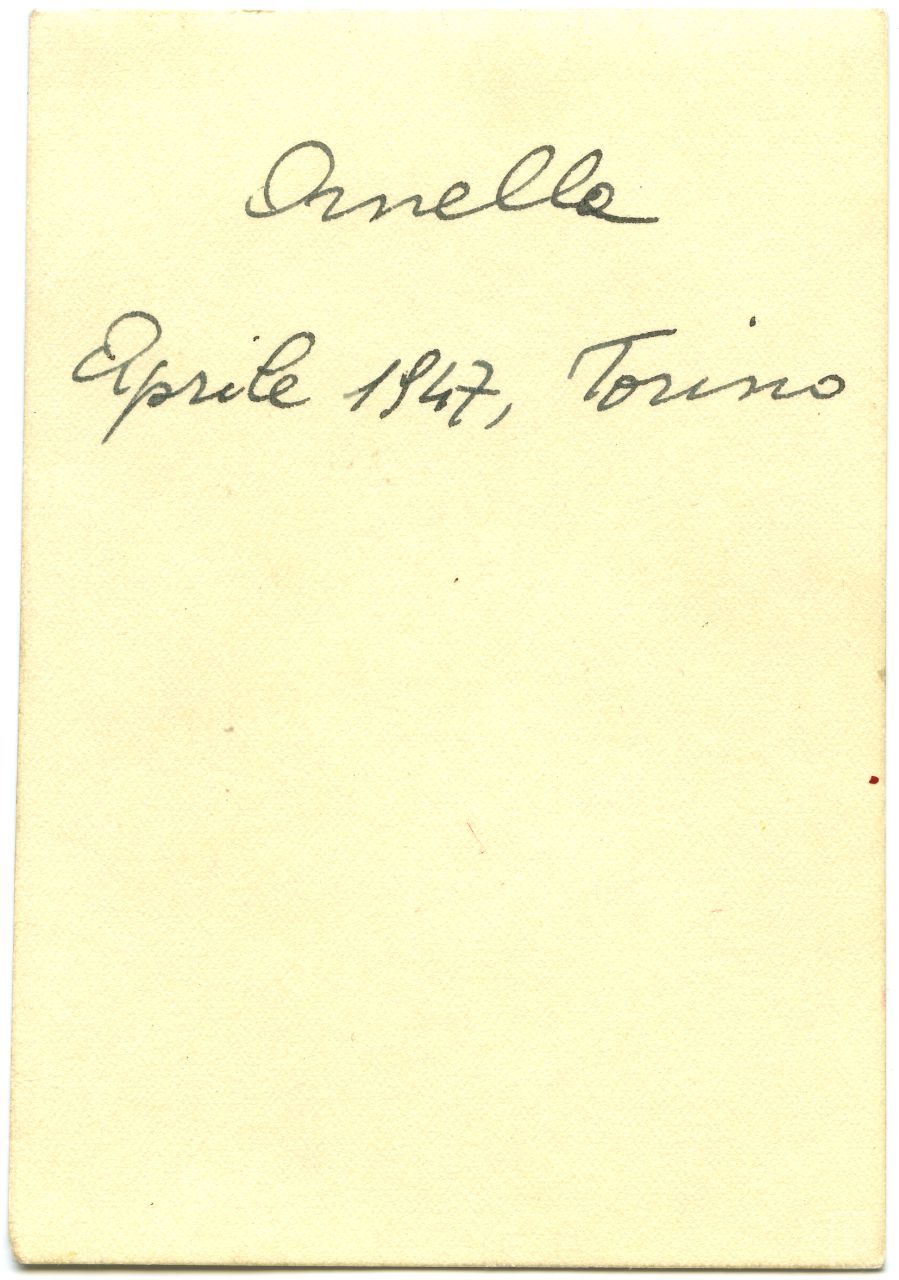 Ornella
Aprile 1947, Torino